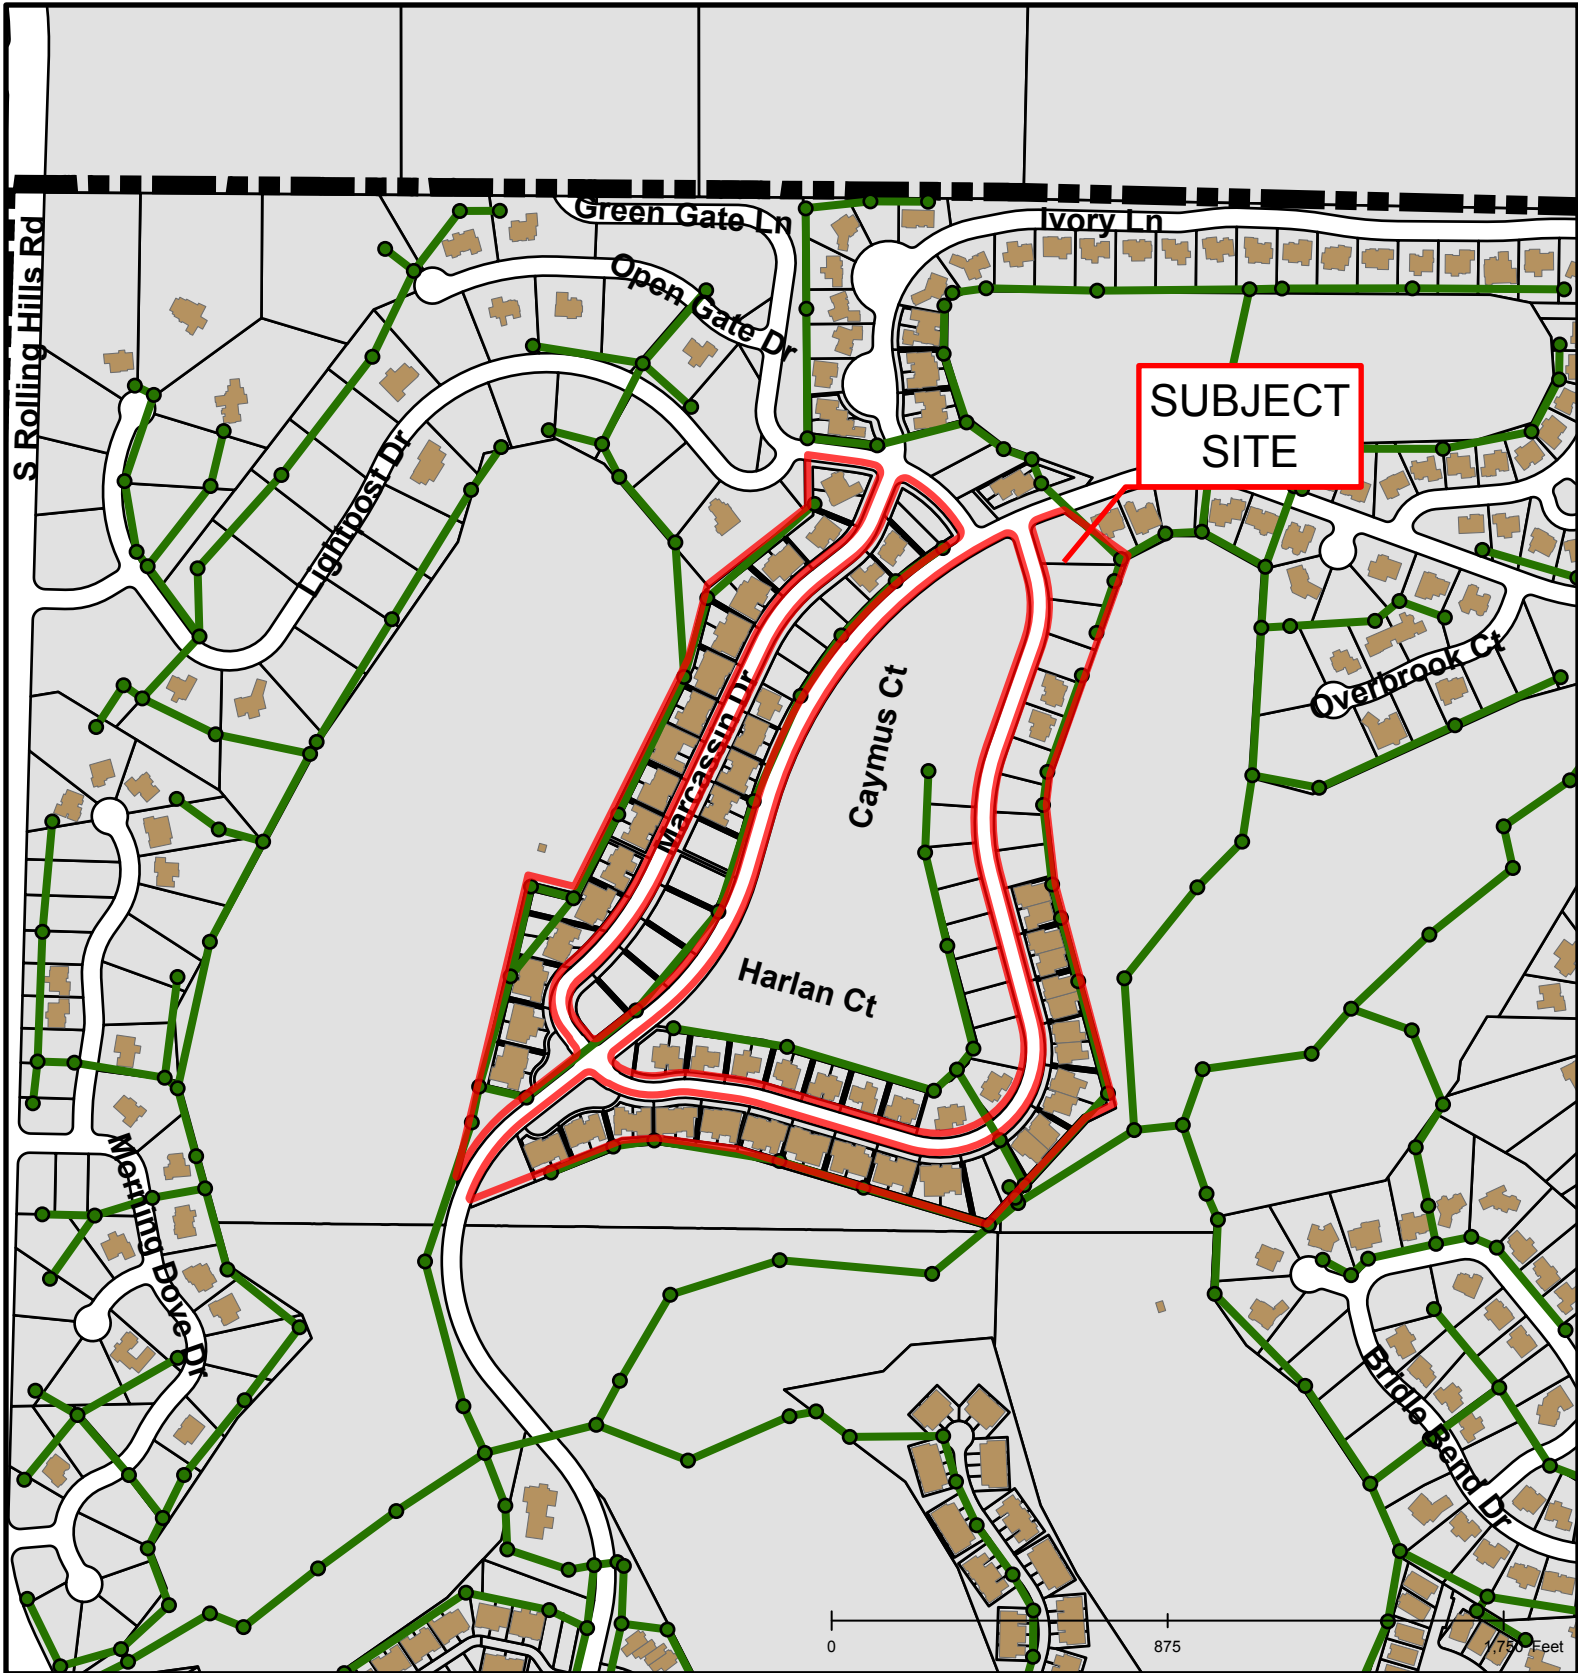 Green Gate Ln
Ivory Ln
S Rolling Hills Rd
Open Gate Dr
SUBJECT
SITE
Lightpost Dr
Overbrook Ct
Marcassin Dr
Caymus Ct
Harlan Ct
Morning Dove Dr
Bridle Bend Dr
0 875 1,750 Feet